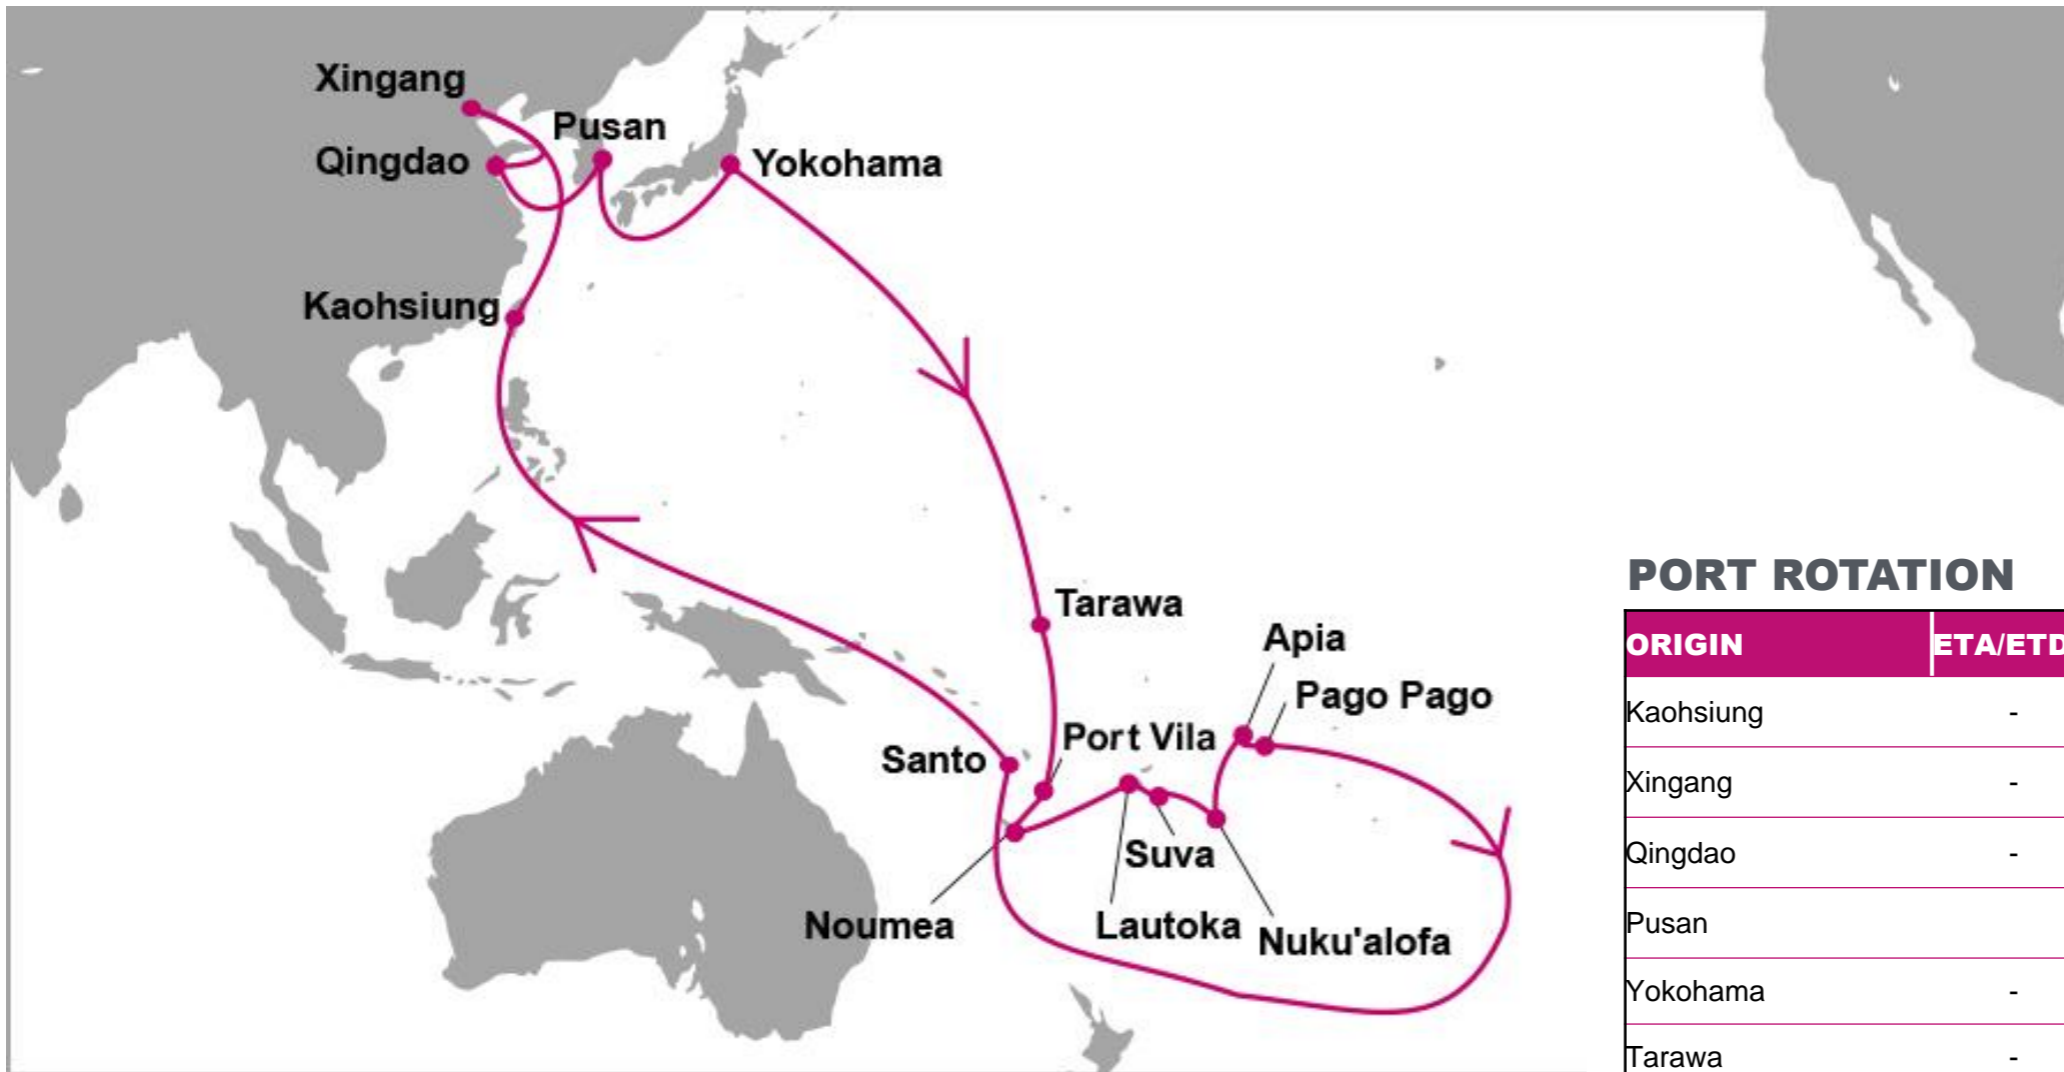 Xingang
Pusan
Qingdao
Yokohama
Kaohsiung
Tarawa
Apia
Pago Pago
Port Vila
Santo
Suva
Noumea
Lautoka
Nuku'alofa
PORT ROTATION
ORIGIN ETA/ETD
Kaohsiung -
Xingang -
Qingdao -
Pusan
Yokohama -
Tarawa -